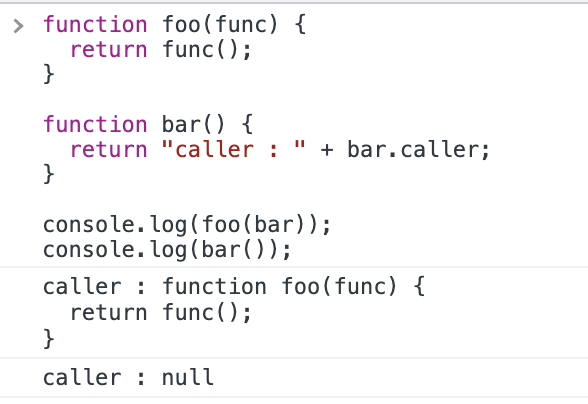 > function foo(func) {
  return func();
}

function bar() {
  return "caller : " + bar.caller;
}

console.log(foo(bar));
console.log(bar());
caller : function foo(func) {
  return func();
}
caller : null